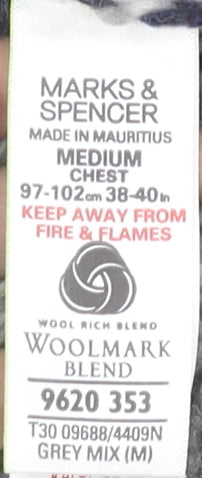 MARKS &
SPENCER
MADE IN MAURITIUS
MEDIUM
CHEST
97-102cm 38-40in
KEEP AWAY FROM
FIRE & FLAMES
WOOL RICH BLEND
WOOLMARK
BLEND
9620 353
T30 09688/4409N
GREY MIX (M)